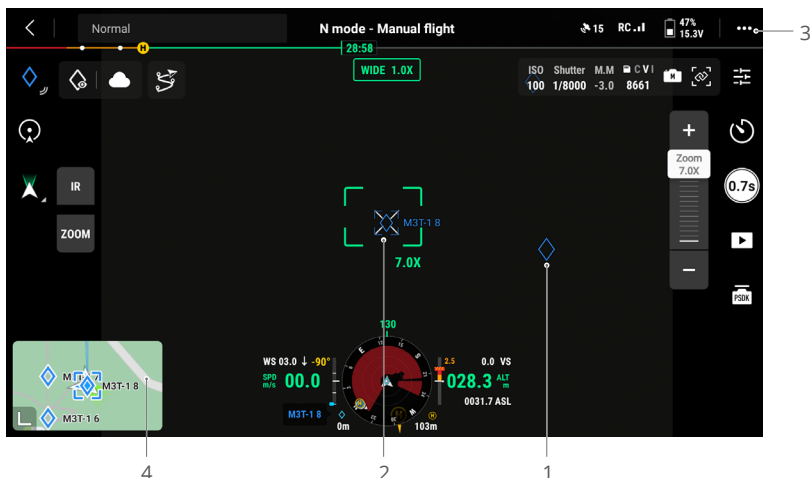 Normal
N mode - Manual flight
15
RC
47%
15.3V
3
H
28:58
WIDE 1.0X
ISO Shutter M.M C V I
100 1/8000 -3.0 8661
M
+
Zoom
7.0X
IR
0.7s
M3T-1 8
ZOOM
7.0X
PSDK
130
WS 03.0 ↓ -90°
2.5 0.0 VS
SPD
m/s
00.0
E
S
W
028.3 ALT
m
0031.7 ASL
M3T-1 8
M3T-1 6
M3T-1 8
0m
H
103m
4
2
1